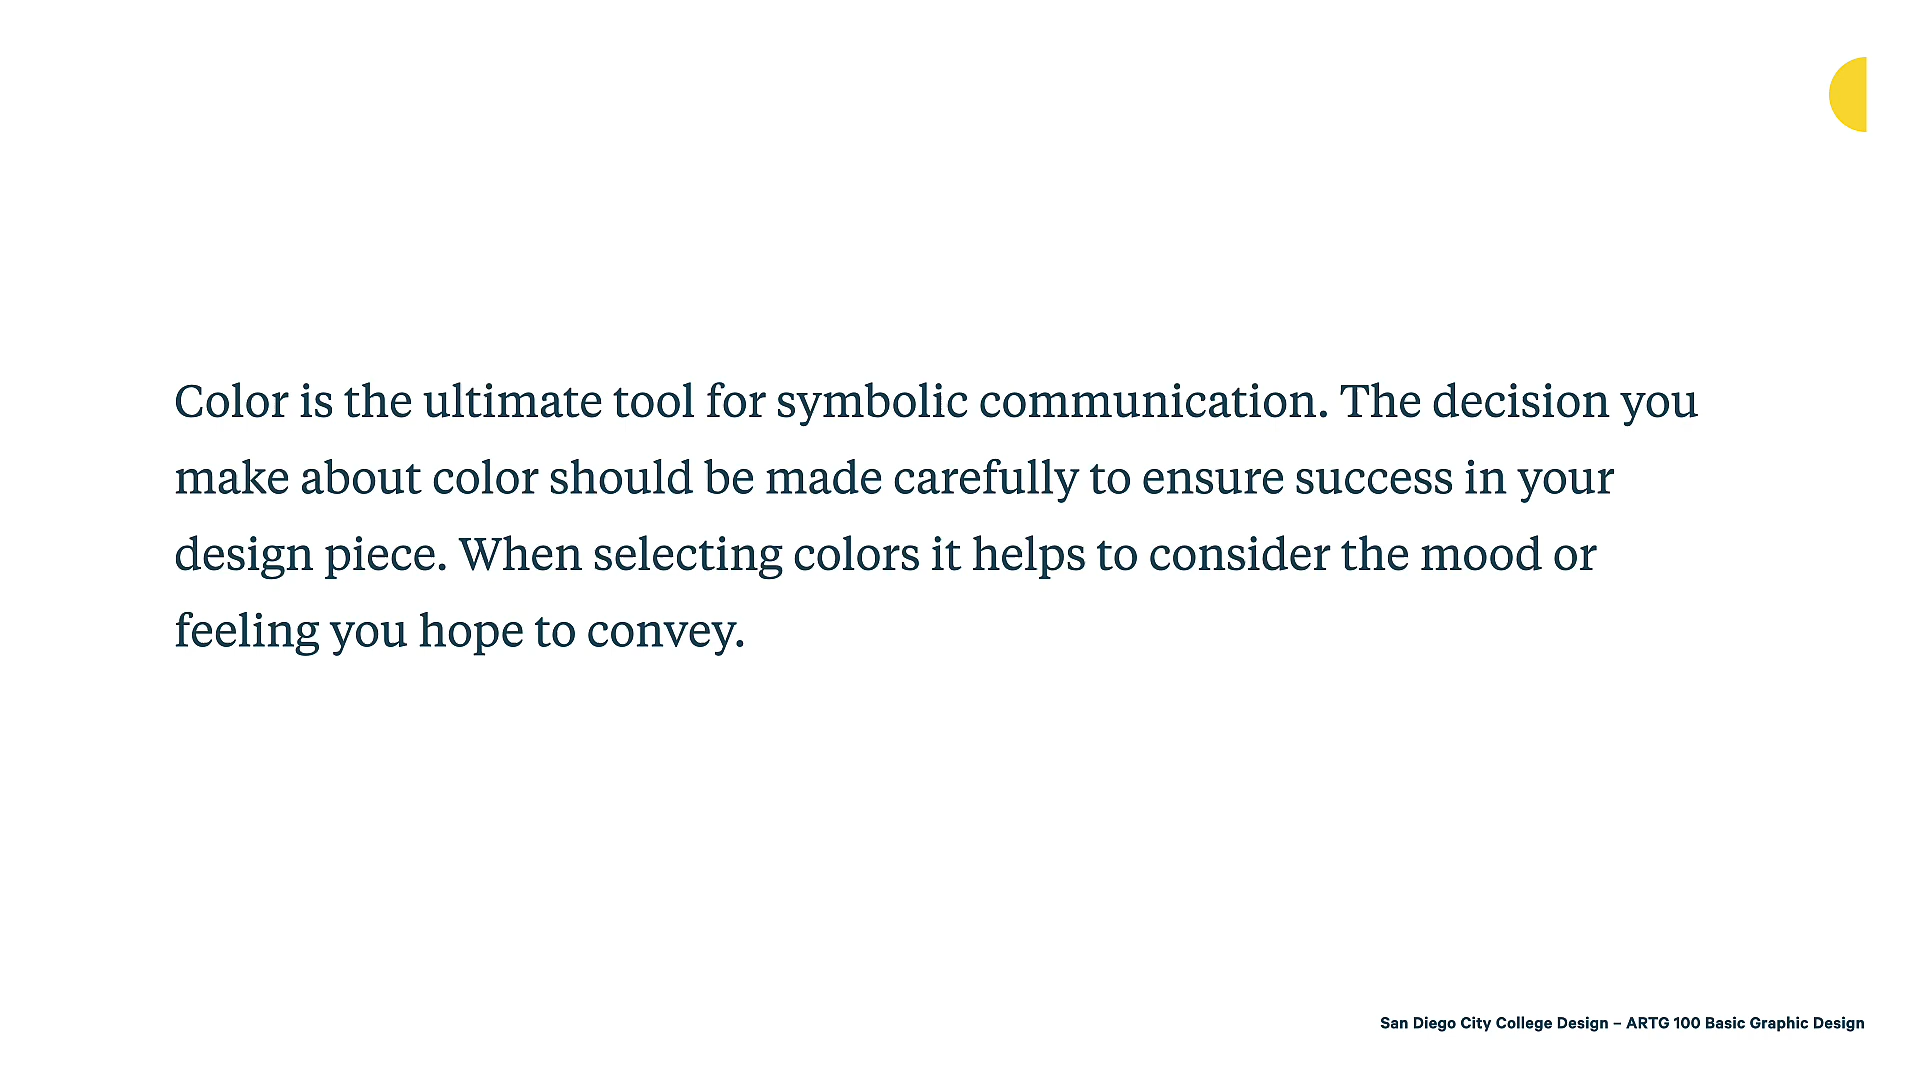 Color is the ultimate tool for symbolic communication. The decision you
make about color should be made carefully to ensure success in your
design piece. When selecting colors it helps to consider the mood or
feeling you hope to convey.
San Diego City College Design – ARTG 100 Basic Graphic Design